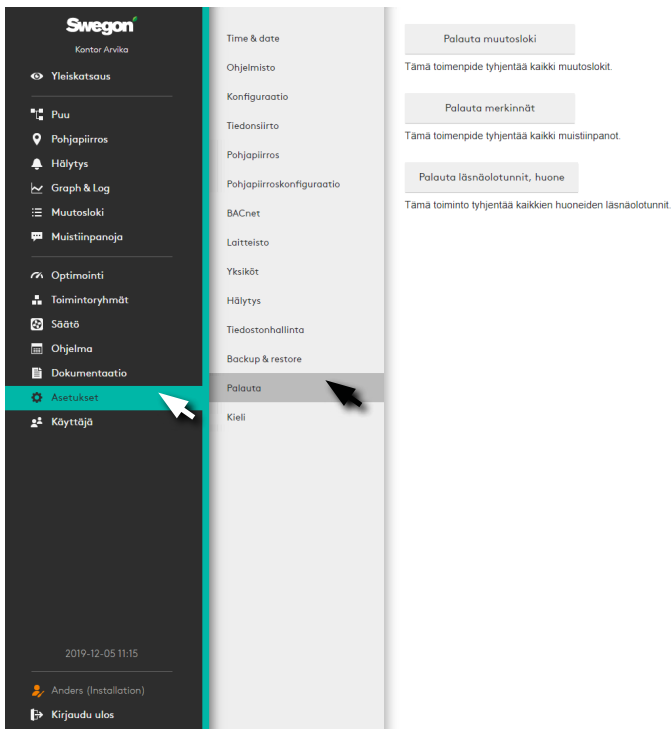 Swegon
Kontor Arvika
Yleiskatsaus
Puu
Pohjapiirros
Hälytys
Graph & Log
Muutosloki
Muistiinpanoja
Optimointi
Toimintoryhmät
Säätö
Ohjelma
Dokumentaatio
Asetukset
Käyttäjä
2019-12-05 11:15
Anders (Installation)
Kirjaudu ulos
Time & date
Ohjelmisto
Konfiguraatio
Tiedonsiirto
Pohjapiirros
Pohjapiirroskonfiguraatio
BACnet
Laitteisto
Yksiköt
Hälytys
Tiedostonhallinta
Backup & restore
Palauta
Kieli
Palauta muutosloki
Tämä toimenpide tyhjentää kaikki muutoslokit.
Palauta merkinnät
Tämä toimenpide tyhjentää kaikki muistiinpanot.
Palauta läsnäolotunnit, huone
Tämä toiminto tyhjentää kaikkien huoneiden läsnäolotunnit.